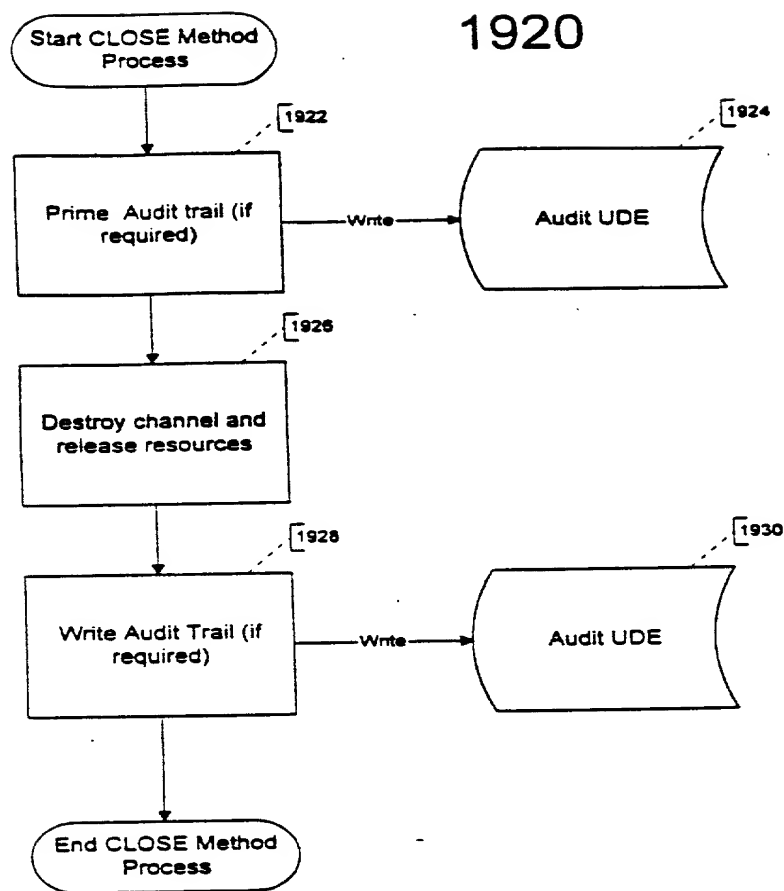 1920
Start CLOSE Method
Process
1922
Prime Audit trail (if
required)
Write
1924
Audit UDE
1926
Destroy channel and
release resources
1928
Write Audit Trail (if
required)
Write
1930
Audit UDE
End CLOSE Method
Process